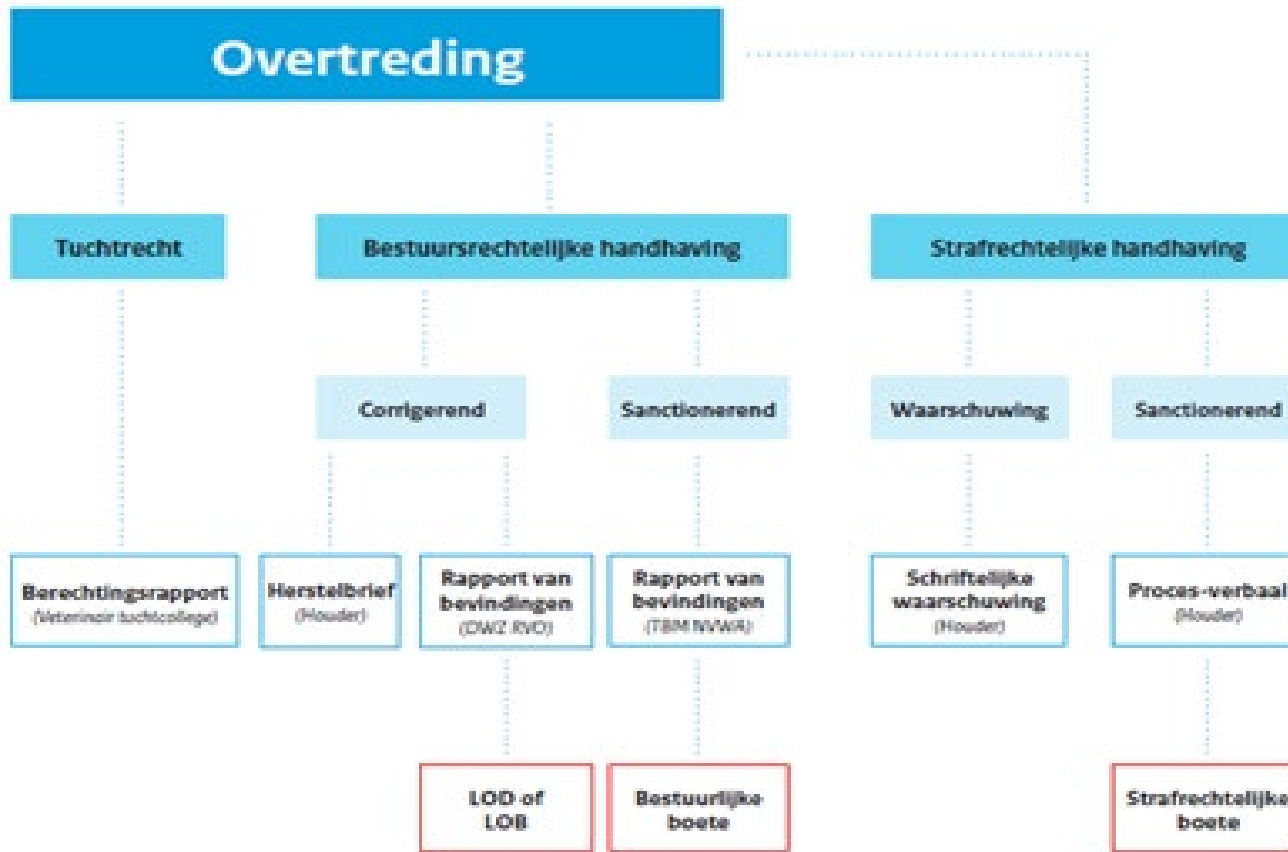 Overtreding
Tuchtrecht
Bestuursrechtelijke handhaving
Strafrechtelijke handhaving
Corrigerend
Sanctionerend
Waarschuwing
Sanctionerend
Berechtingsrapport
(Veterinair tuchtcollege)
Herstelbrief
(Houder)
Rapport van
bevindingen
(DWZ RVO)
Rapport van
bevindingen
(TBM NVWA)
Schriftelijke
waarschuwing
(Houder)
Proces-verbaal
(Houder)
LOD of
LOB
Bestuurlijke
boete
Strafrechtelijke
boete